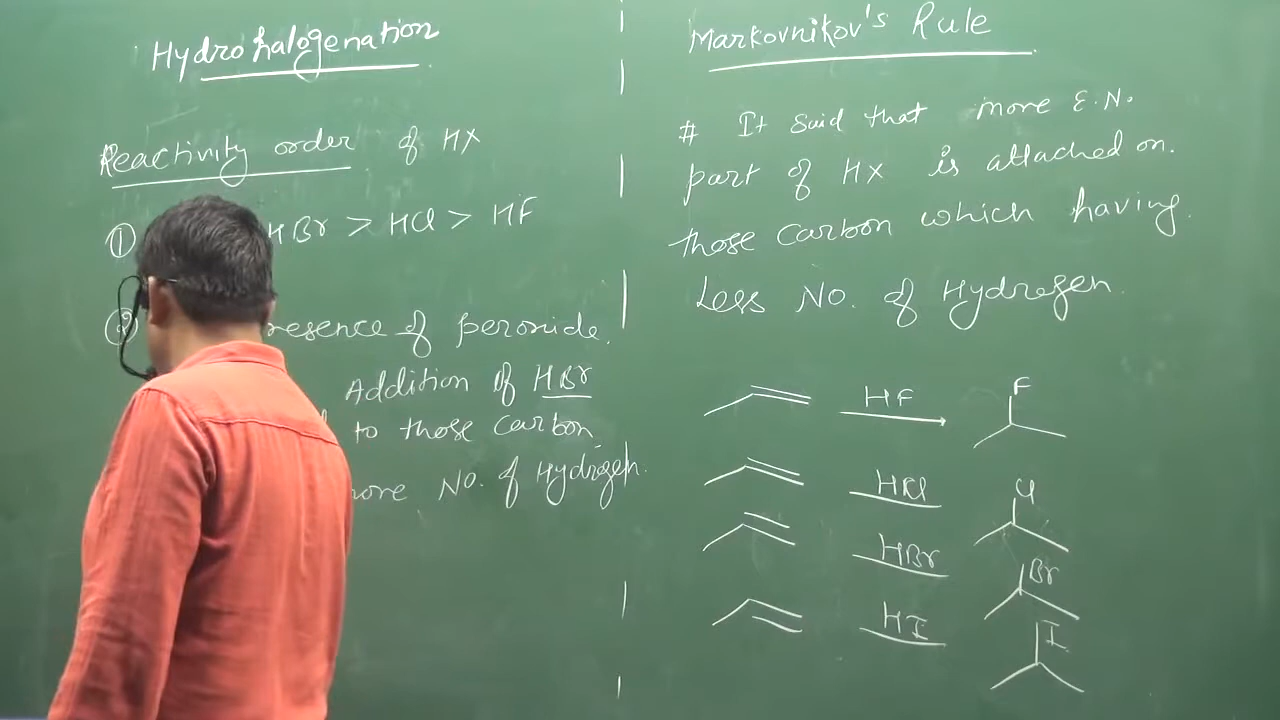 Hydrohalogenation
Reactivity order of HX
① HBr > HCl > HF
② resence of peroxide.
Addition of HBr
to those carbon
more No. of Hydrogen.
Markovnikov's Rule
# It said that more E.N.
part of HX is attached on.
those carbon which having.
Less No. of Hydrogen.
HF
F
HCl
Cl
HBr
Br
HI
I